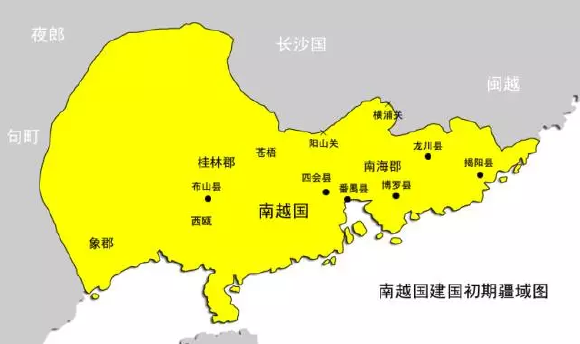 夜郎
长沙国
闽越
句町
横浦关
阳山关
苍梧
桂林郡
龙川县
南海郡
揭阳县
布山县
四会县
番禺县
博罗县
西瓯
南越国
象郡
南越国建国初期疆域图